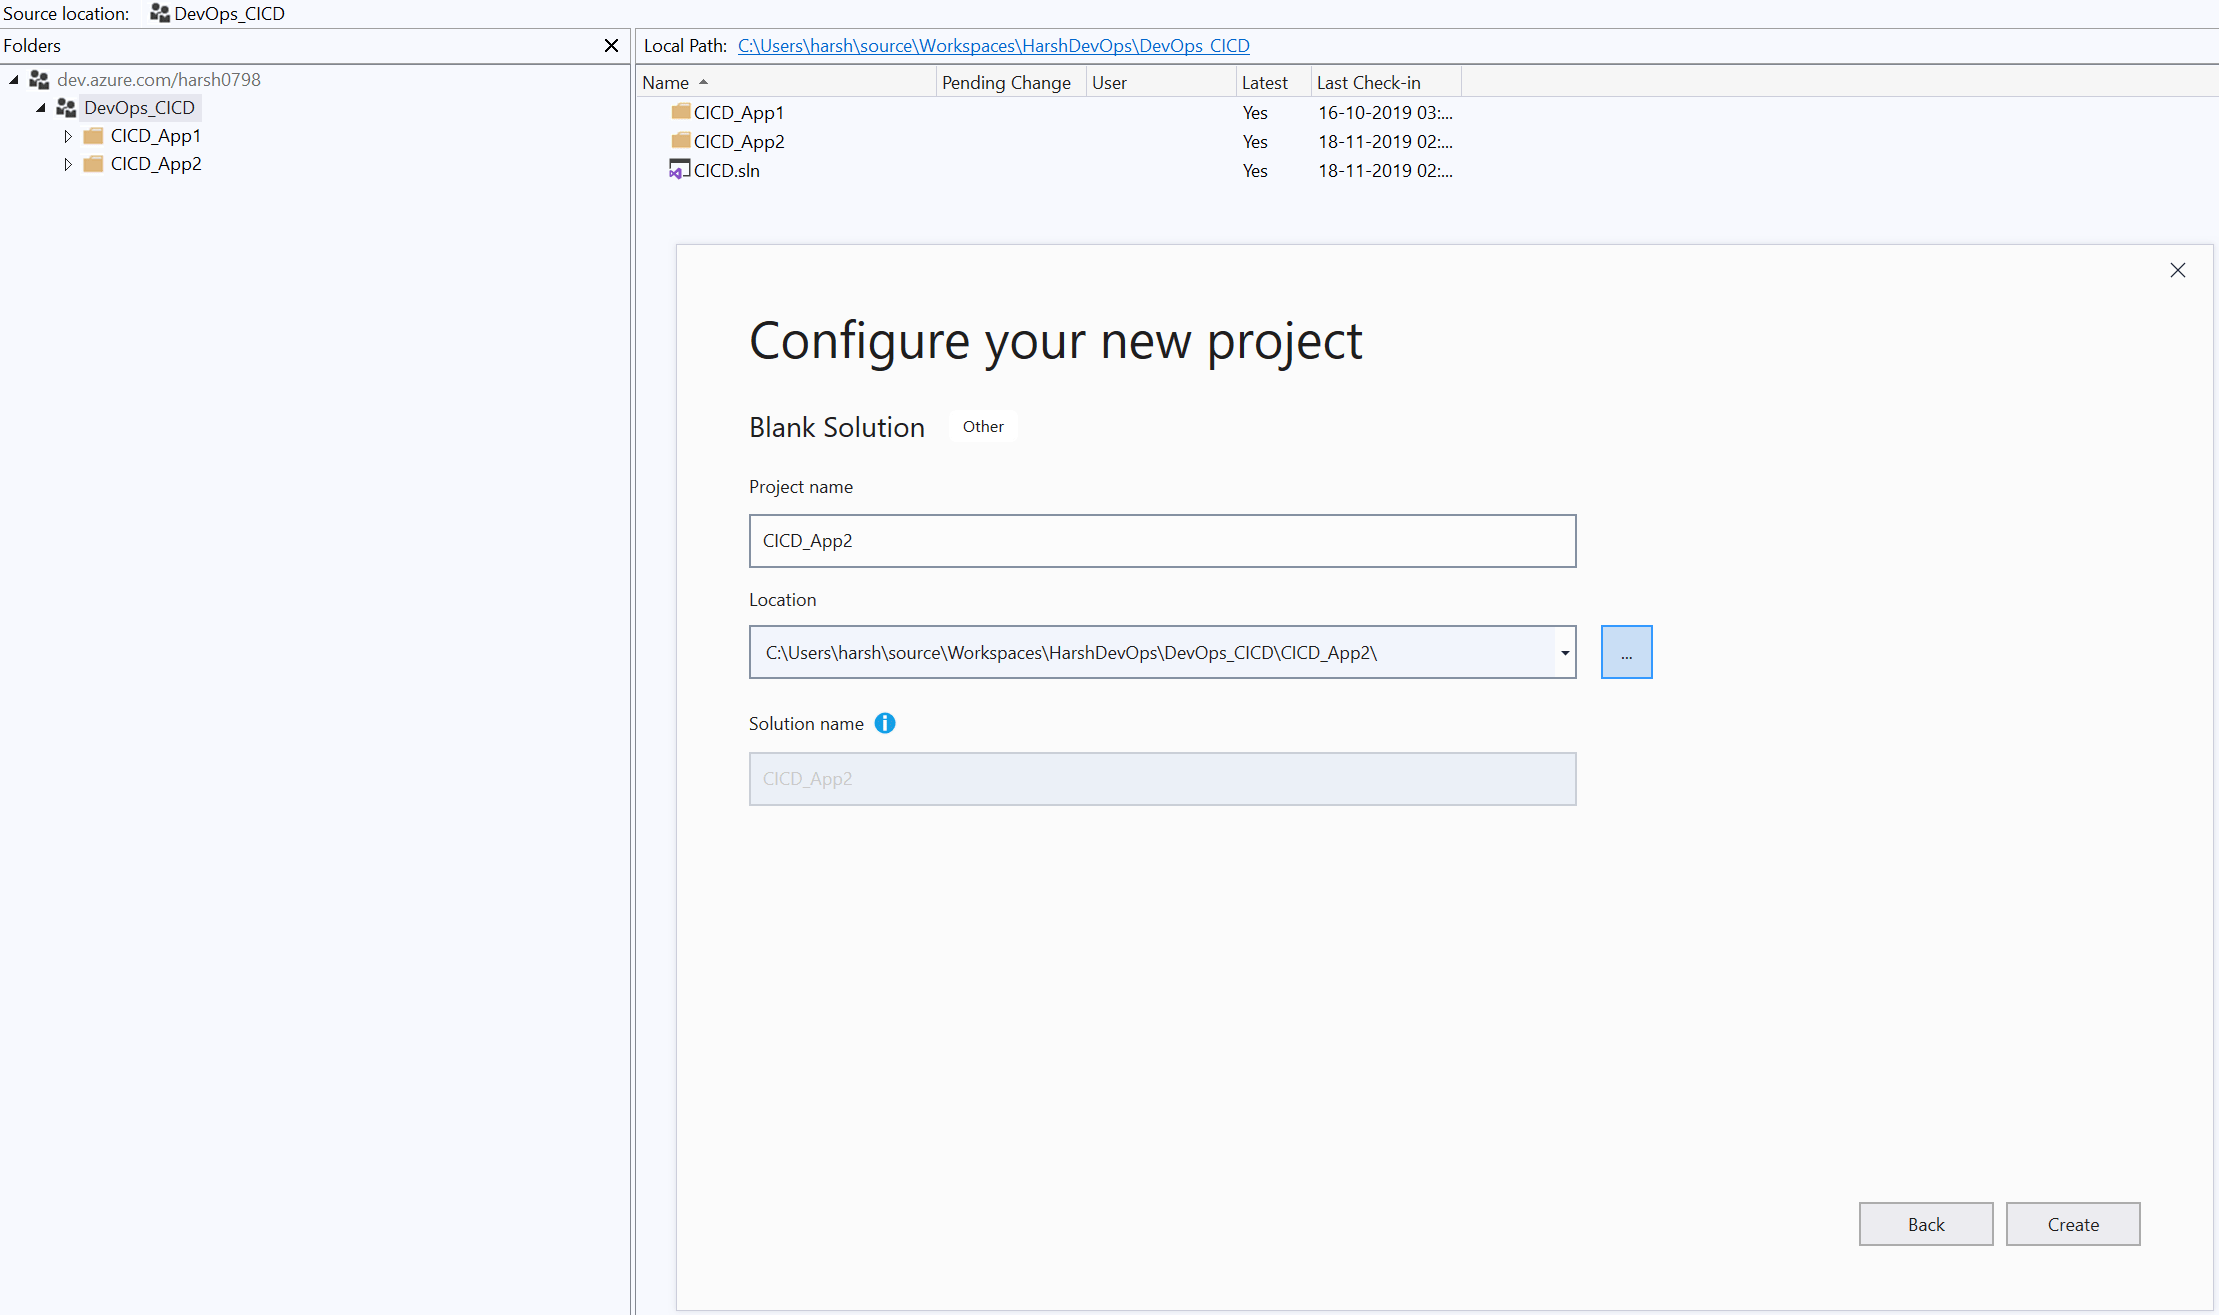 Source location: DevOps_CICD
Folders
dev.azure.com/harsh0798
DevOps_CICD
CICD_App1
CICD_App2
Local Path: C:\Users\harsh\source\Workspaces\HarshDevOps\DevOps_CICD
Name Pending Change User Latest Last Check-in
CICD_App1 Yes 16-10-2019 03:...
CICD_App2 Yes 18-11-2019 02:...
CICD.sln Yes 18-11-2019 02:...
Configure your new project
Blank Solution Other
Project name
CICD_App2
Location
C:\Users\harsh\source\Workspaces\HarshDevOps\DevOps_CICD\CICD_App2\
...
Solution name
CICD_App2
Back Create